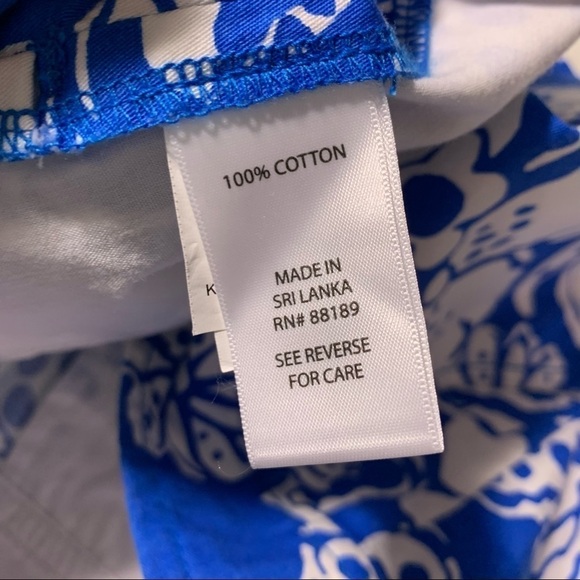 100% COTTON
MADE IN
SRI LANKA
RN# 88189
SEE REVERSE
FOR CARE
K